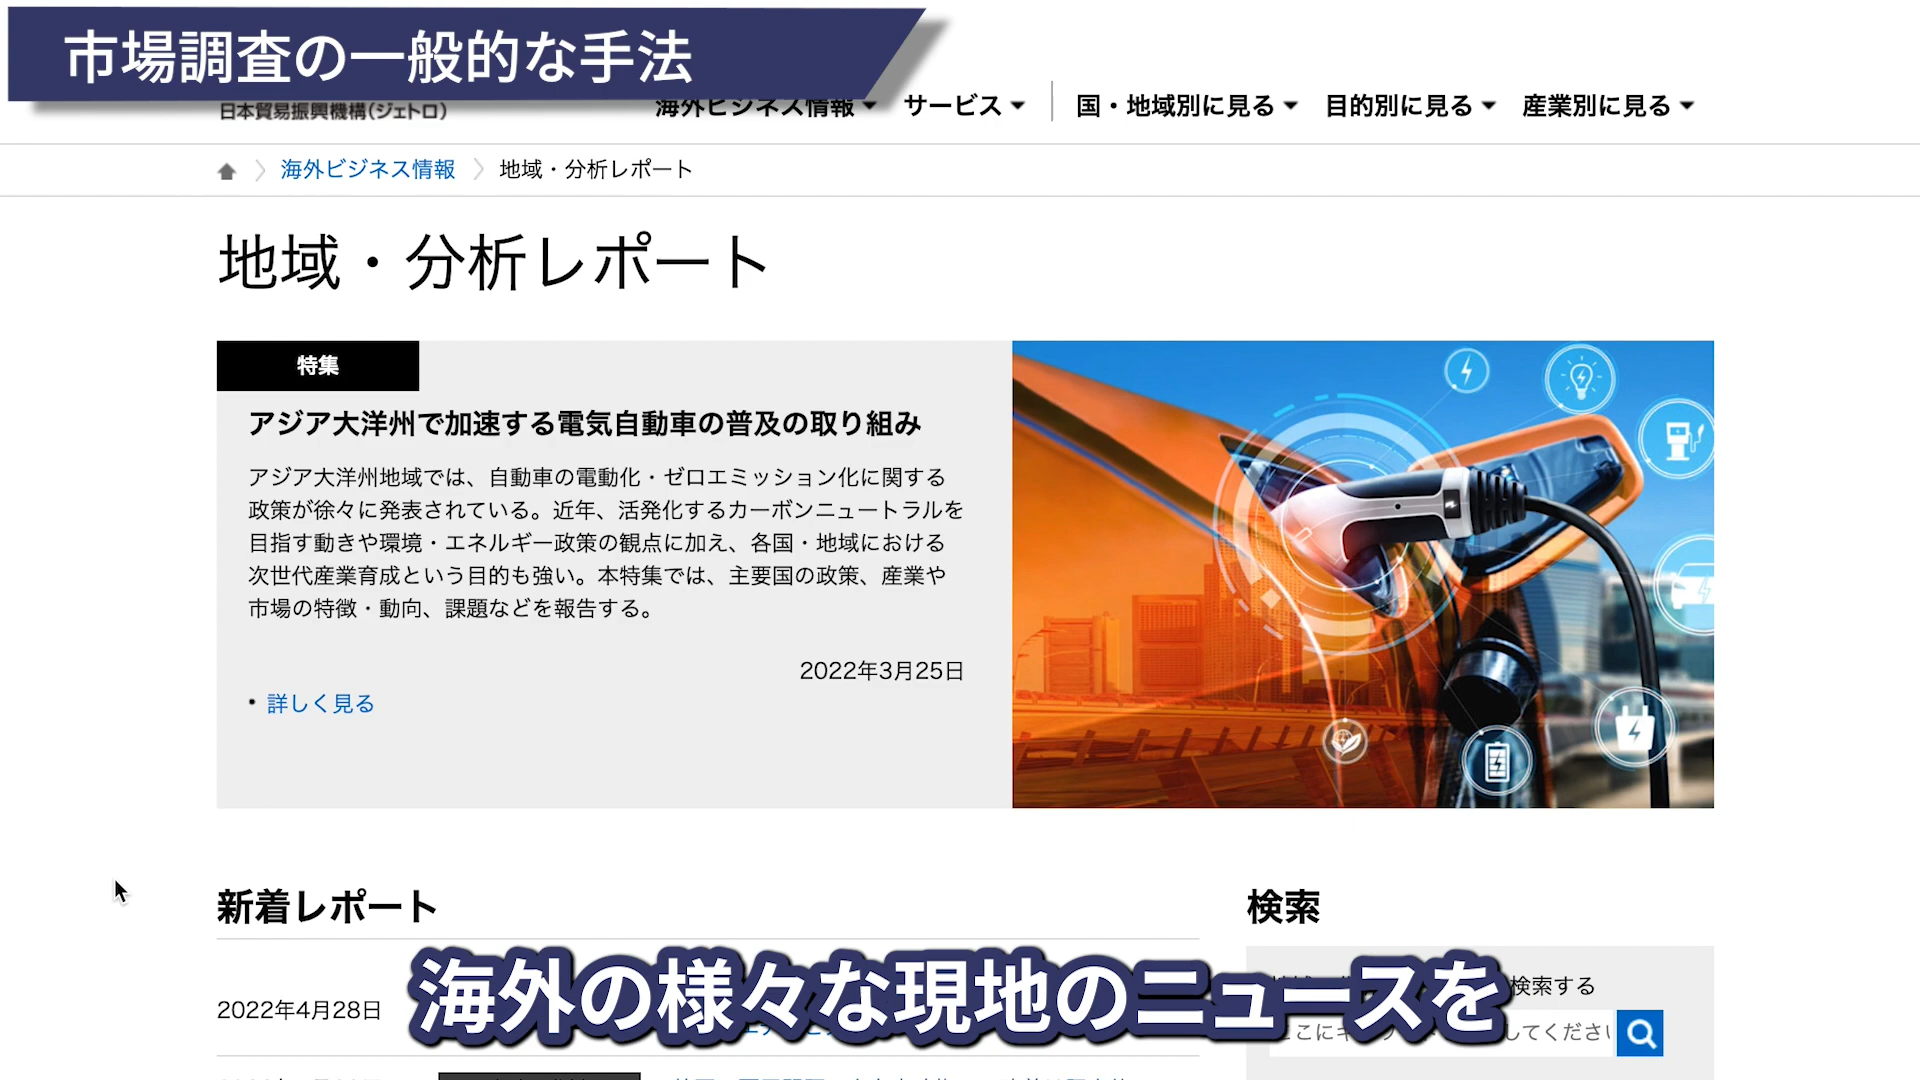 市場調査の一般的な手法
日本貿易振興機構(ジェトロ)
海外ビジネス情報 サービス 国・地域別に見る 目的別に見る 産業別に見る
海外ビジネス情報 地域・分析レポート
地域・分析レポート
特集
アジア大洋州で加速する電気自動車の普及の取り組み
アジア大洋州地域では、自動車の電動化・ゼロエミッション化に関する
政策が徐々に発表されている。近年、活発化するカーボンニュートラルを
目指す動きや環境・エネルギー政策の観点に加え、各国・地域における
次世代産業育成という目的も強い。本特集では、主要国の政策、産業や
市場の特徴・動向、課題などを報告する。
2022年3月25日
・詳しく見る
新着レポート
検索
検索する
2022年4月28日
海外の様々な現地のニュースを
してくださ